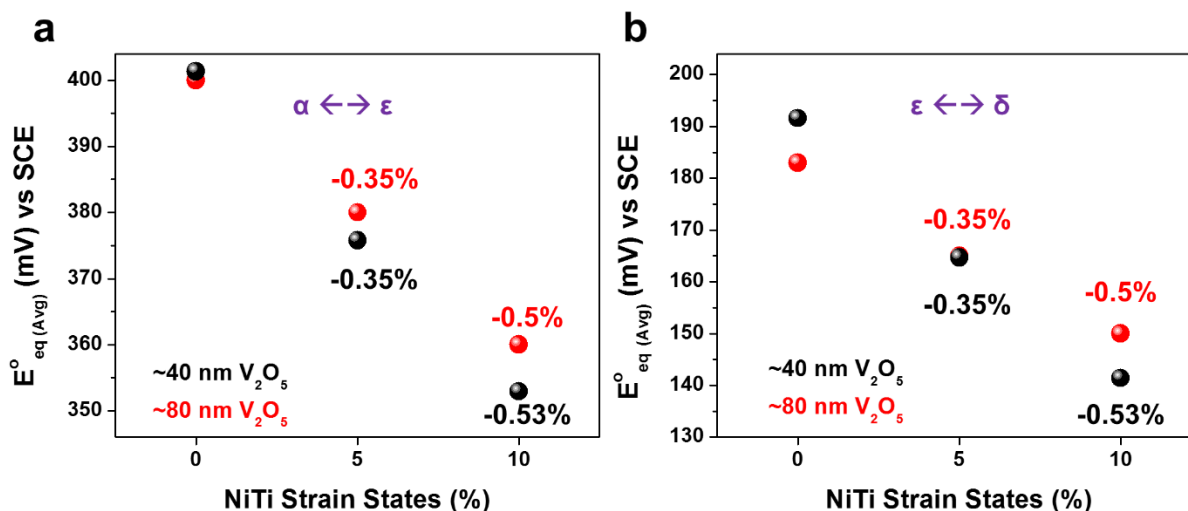 a
E°eq (Avg) (mV) vs SCE
400
390
380
370
360
350
α ←→ ε
-0.35%
-0.35%
-0.5%
-0.53%
~40 nm V₂O₅
~80 nm V₂O₅
0 5 10
NiTi Strain States (%)
b
E°eq (Avg) (mV) vs SCE
200
190
180
170
160
150
140
130
ε ←→ δ
-0.35%
-0.35%
-0.5%
-0.53%
~40 nm V₂O₅
~80 nm V₂O₅
0 5 10
NiTi Strain States (%)